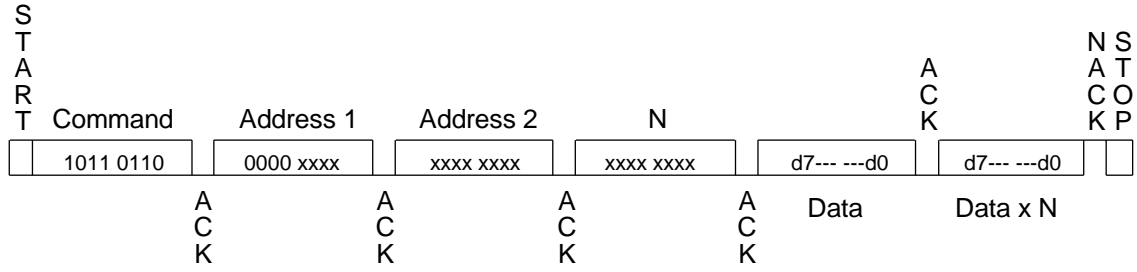 START
NACK
STOP
ACK
Command
Address 1
Address 2
N
1011 0110
0000 xxxx
xxxx xxxx
xxxx xxxx
d7--- ---d0
d7--- ---d0
ACK
ACK
ACK
ACK
Data
Data x N